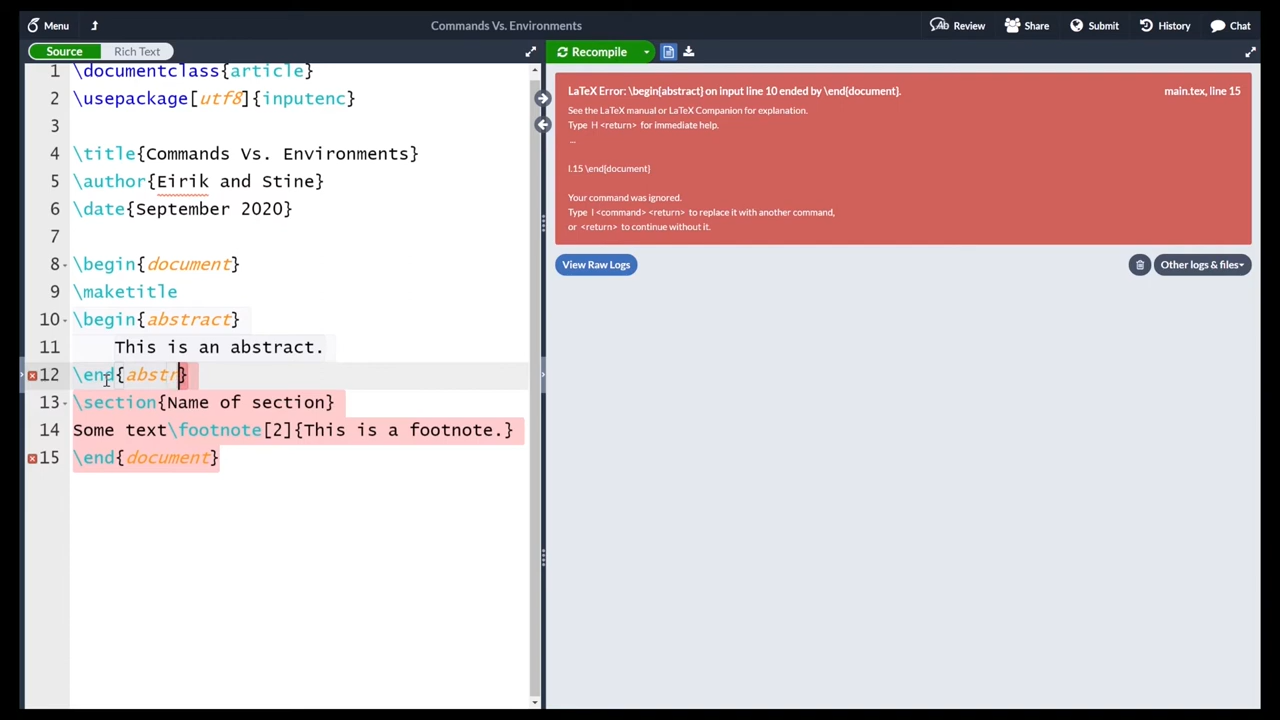 Menu
Commands Vs. Environments
Review
Share
Submit
History
Chat
Source
Rich Text
Recompile
1 \documentclass{article}
2 \usepackage[utf8]{inputenc}
3
4 \title{Commands Vs. Environments}
5 \author{Eirik and Stine}
6 \date{September 2020}
7
8 \begin{document}
9 \maketitle
10 \begin{abstract}
11 This is an abstract.
12 \end{abstr}
13 \section{Name of section}
14 Some text\footnote[2]{This is a footnote.}
15 \end{document}
LaTeX Error: \begin{abstract} on input line 10 ended by \end{document}.
main.tex, line 15
See the LaTeX manual or LaTeX Companion for explanation.
Type H <return> for immediate help.
...
l.15 \end{document}
Your command was ignored.
Type I <command> <return> to replace it with another command,
or <return> to continue without it.
View Raw Logs
Other logs & files